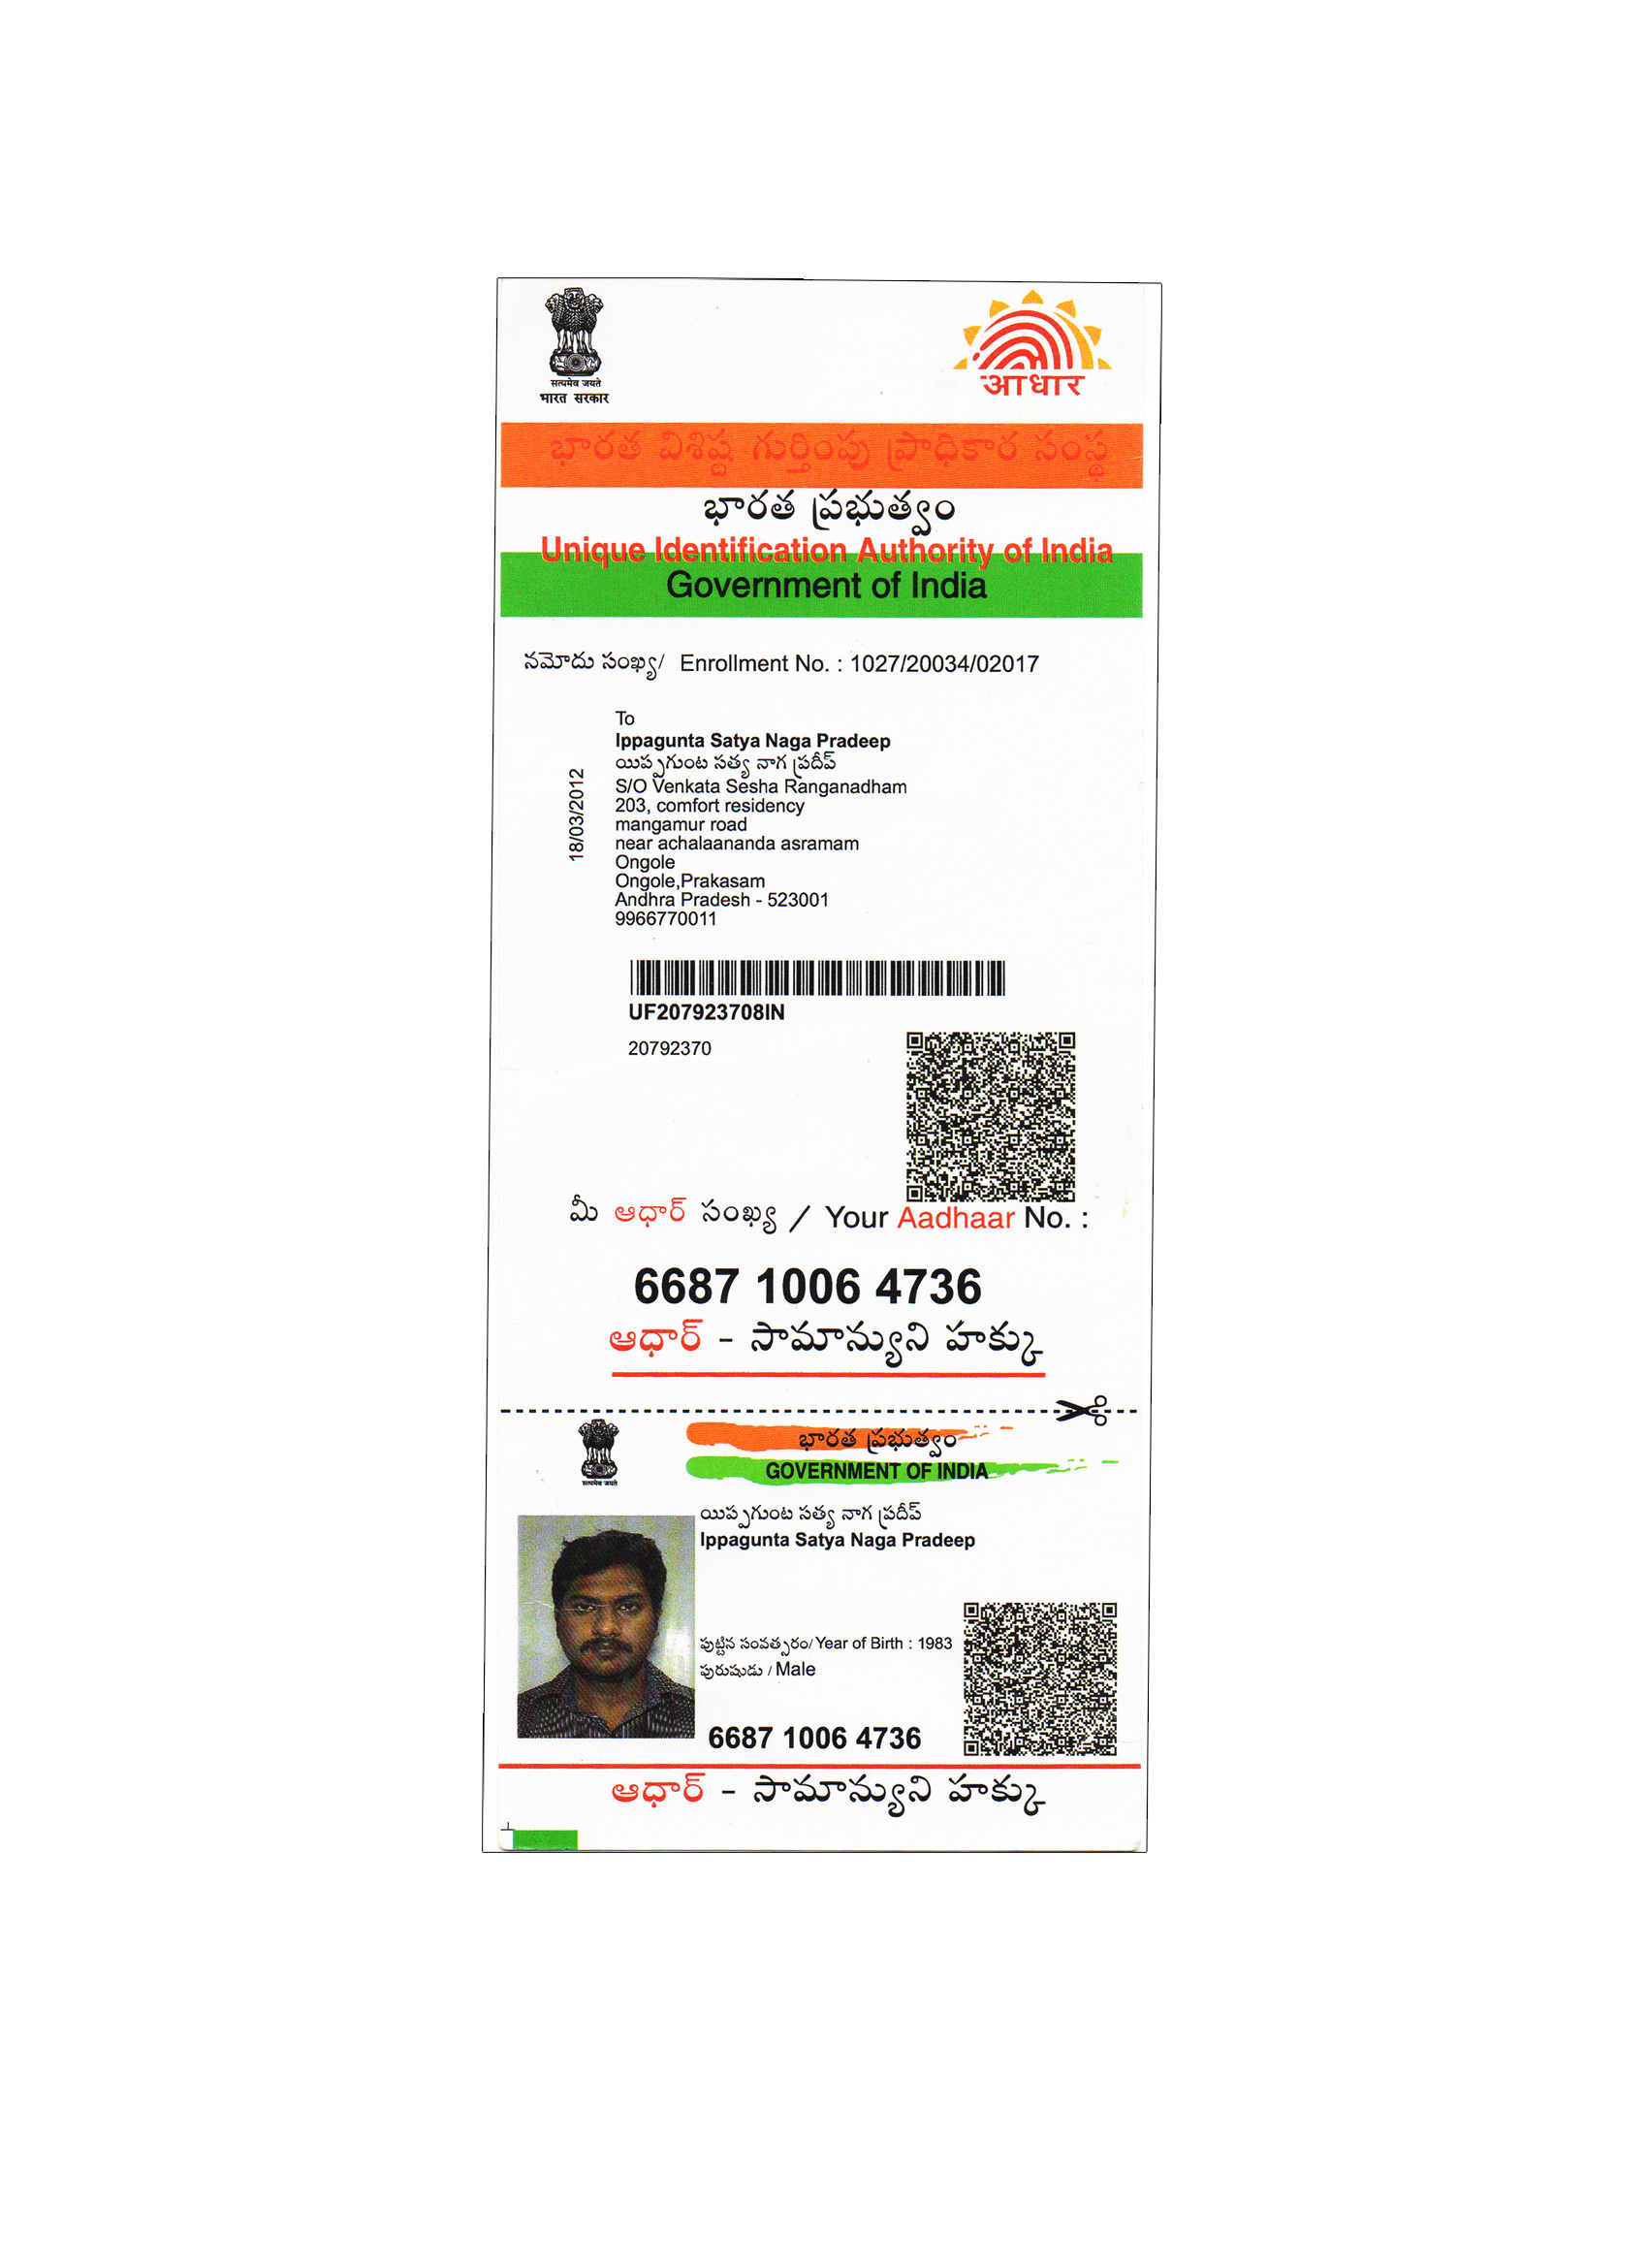 सत्यमेव जयते
भारत सरकार
आधार
భారత విశిష్ట గుర్తింపు ప్రాధికార సంస్థ
భారత ప్రభుత్వం
Unique Identification Authority of India
Government of India
నమోదు సంఖ్య/ Enrollment No. : 1027/20034/02017
18/03/2012
To
Ippagunta Satya Naga Pradeep
యిప్పగుంట సత్య నాగ ప్రదీప్
S/O Venkata Sesha Ranganadham
203, comfort residency
mangamur road
near achalaananda asramam
Ongole
Ongole,Prakasam
Andhra Pradesh - 523001
9966770011
UF207923708IN
20792370
మీ ఆధార్ సంఖ్య / Your Aadhaar No. :
6687 1006 4736
ఆధార్ - సామాన్యుని హక్కు
सत्यमेव जयते
భారత ప్రభుత్వం
GOVERNMENT OF INDIA
యిప్పగుంట సత్య నాగ ప్రదీప్
Ippagunta Satya Naga Pradeep
పుట్టిన సంవత్సరం/Year of Birth : 1983
పురుషుడు / Male
6687 1006 4736
ఆధార్ - సామాన్యుని హక్కు